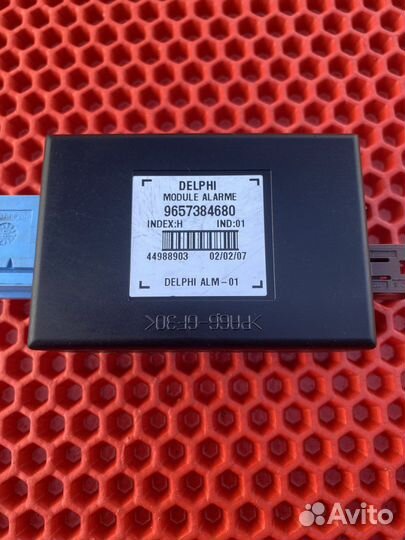 DELPHI
MODULE ALARME
9657384680
INDEX:H IND:01
44988903 02/02/07
DELPHI ALM-01
>PA66-GF30<
Avito